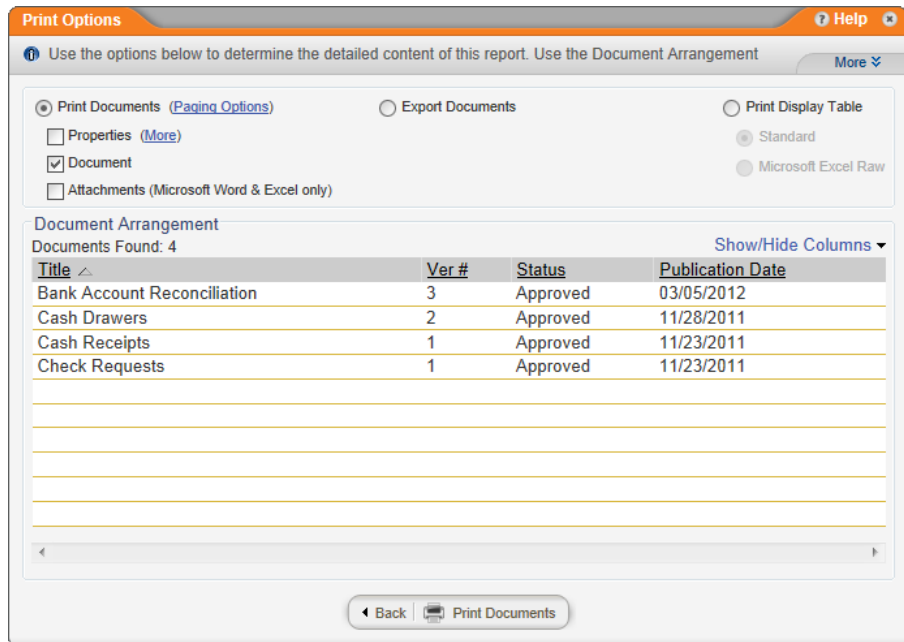 Print Options
Help
Use the options below to determine the detailed content of this report. Use the Document Arrangement
More
Print Documents (Paging Options) Export Documents Print Display Table
Properties (More) Standard
Document Microsoft Excel Raw
Attachments (Microsoft Word & Excel only)
Document Arrangement
Documents Found: 4 Show/Hide Columns
Title Ver # Status Publication Date
Bank Account Reconciliation 3 Approved 03/05/2012
Cash Drawers 2 Approved 11/28/2011
Cash Receipts 1 Approved 11/23/2011
Check Requests 1 Approved 11/23/2011
Back Print Documents